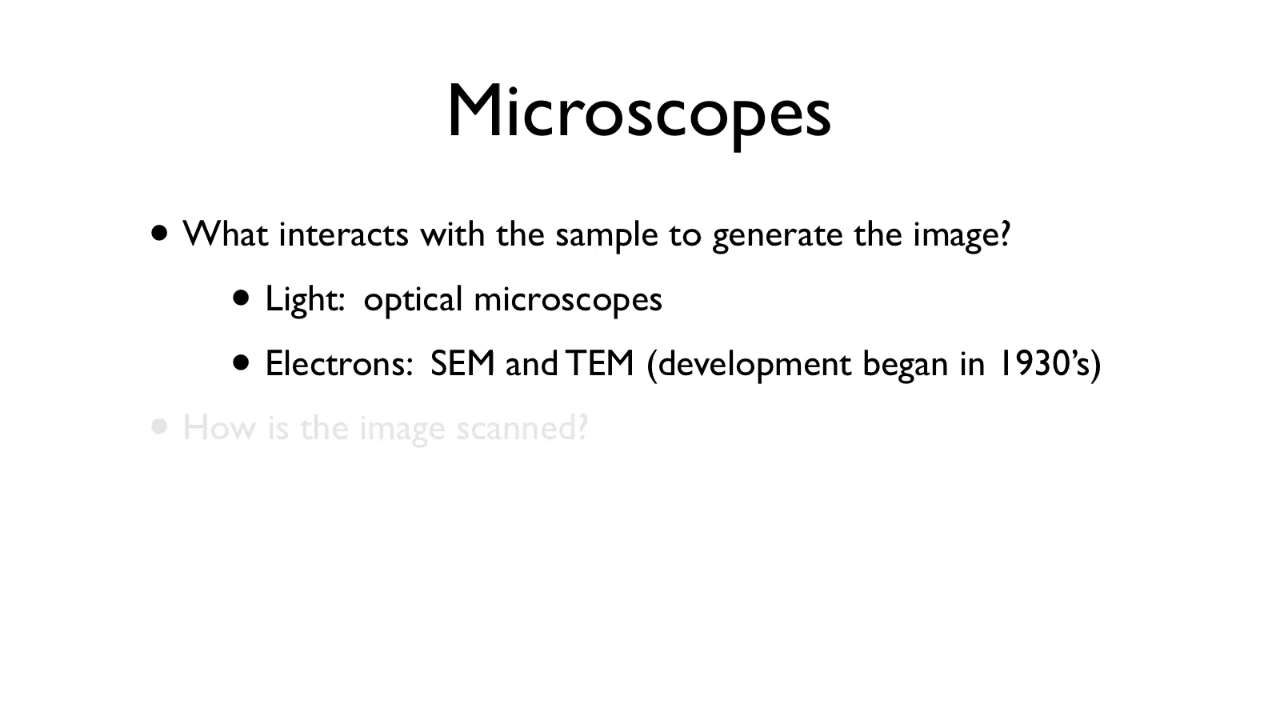 Microscopes
• What interacts with the sample to generate the image?
• Light: optical microscopes
• Electrons: SEM and TEM (development began in 1930’s)
• How is the image scanned?